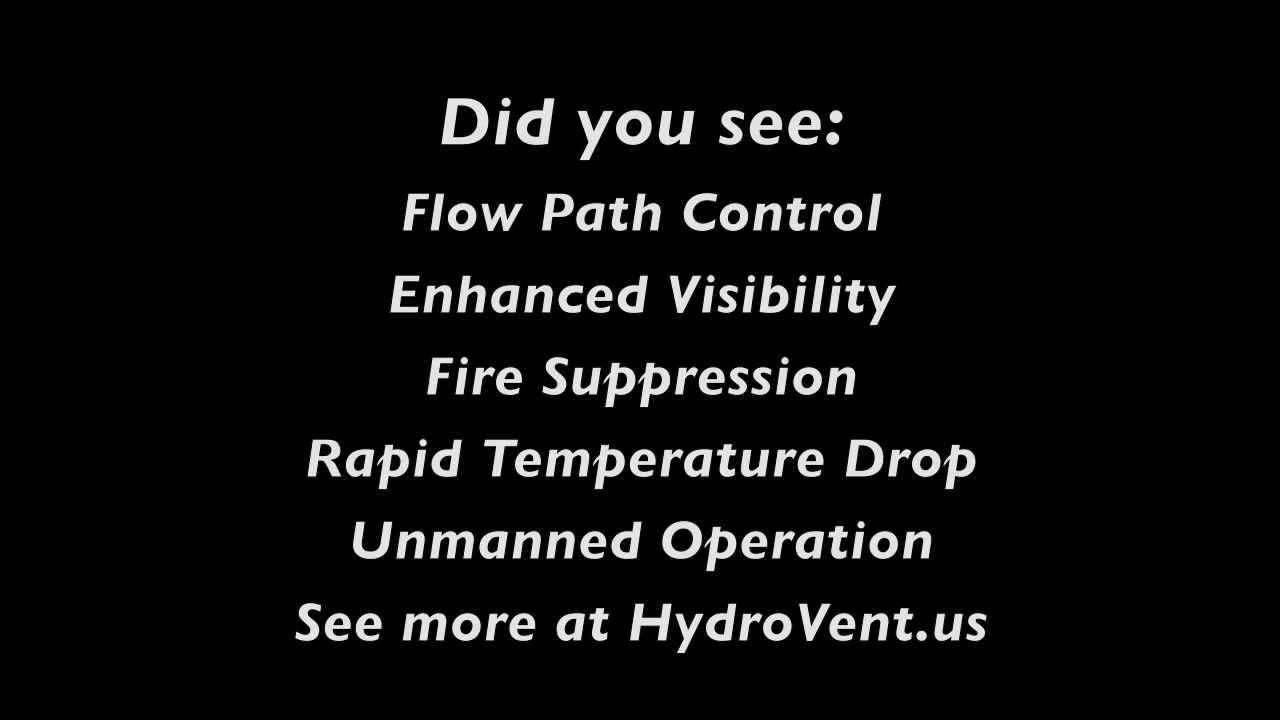 Did you see:
Flow Path Control
Enhanced Visibility
Fire Suppression
Rapid Temperature Drop
Unmanned Operation
See more at HydroVent.us